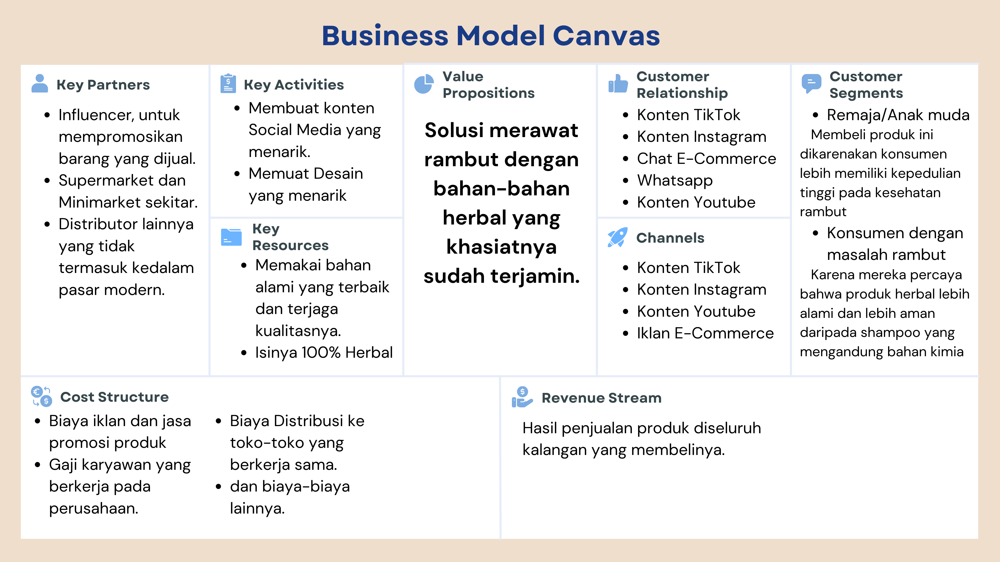 Business Model Canvas
Key Partners
• Influencer, untuk
mempromosikan
barang yang dijual.
• Supermarket dan
Minimarket sekitar.
• Distributor lainnya
yang tidak
termasuk kedalam
pasar modern.
Key Activities
• Membuat konten
Social Media yang
menarik.
• Memuat Desain
yang menarik
Key
Resources
• Memakai bahan
alami yang terbaik
dan terjaga
kualitasnya.
• Isinya 100% Herbal
Value
Propositions
Solusi merawat
rambut dengan
bahan-bahan
herbal yang
khasiatnya
sudah terjamin.
Customer
Relationship
• Konten TikTok
• Konten Instagram
• Chat E-Commerce
• Whatsapp
• Konten Youtube
Channels
• Konten TikTok
• Konten Instagram
• Konten Youtube
• Iklan E-Commerce
Customer
Segments
• Remaja/Anak muda
Membeli produk ini
dikarenakan konsumen
lebih memiliki kepedulian
tinggi pada kesehatan
rambut
• Konsumen dengan
masalah rambut
Karena mereka percaya
bahwa produk herbal lebih
alami dan lebih aman
daripada shampoo yang
mengandung bahan kimia
Cost Structure
• Biaya iklan dan jasa
promosi produk
• Gaji karyawan yang
berkerja pada
perusahaan.
• Biaya Distribusi ke
toko-toko yang
berkerja sama.
• dan biaya-biaya
lainnya.
Revenue Stream
Hasil penjualan produk diseluruh
kalangan yang membelinya.